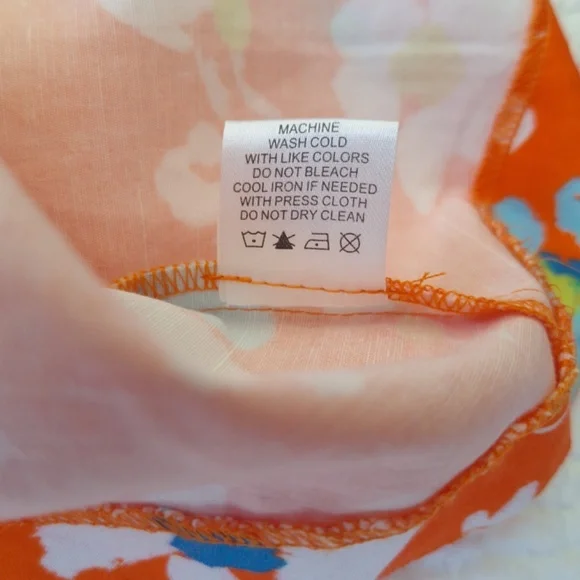 MACHINE
WASH COLD
WITH LIKE COLORS
DO NOT BLEACH
COOL IRON IF NEEDED
WITH PRESS CLOTH
DO NOT DRY CLEAN